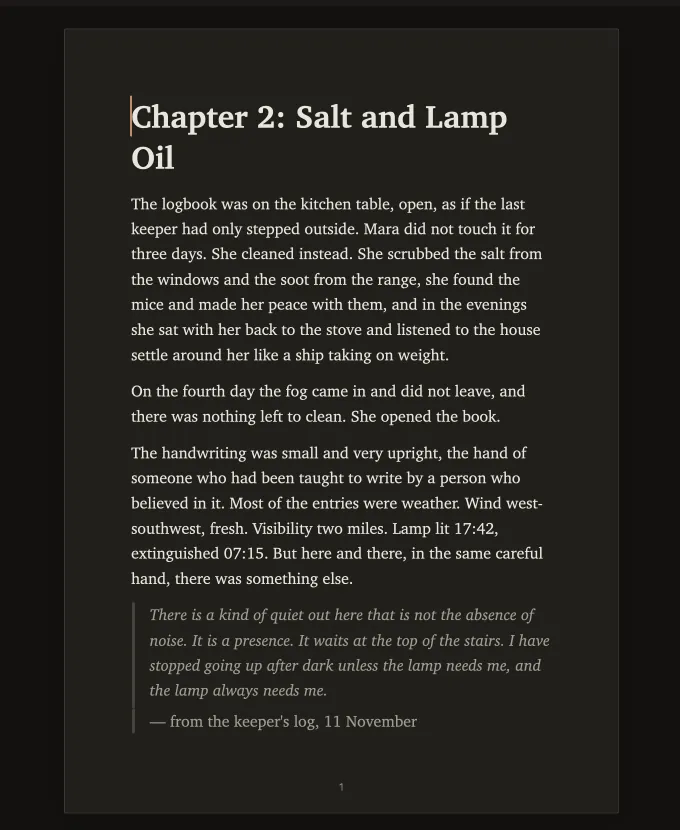 Chapter 2: Salt and Lamp
Oil
The logbook was on the kitchen table, open, as if the last
keeper had only stepped outside. Mara did not touch it for
three days. She cleaned instead. She scrubbed the salt from
the windows and the soot from the range, she found the
mice and made her peace with them, and in the evenings
she sat with her back to the stove and listened to the house
settle around her like a ship taking on weight.
On the fourth day the fog came in and did not leave, and
there was nothing left to clean. She opened the book.
The handwriting was small and very upright, the hand of
someone who had been taught to write by a person who
believed in it. Most of the entries were weather. Wind west-
southwest, fresh. Visibility two miles. Lamp lit 17:42,
extinguished 07:15. But here and there, in the same careful
hand, there was something else.
There is a kind of quiet out here that is not the absence of
noise. It is a presence. It waits at the top of the stairs. I have
stopped going up after dark unless the lamp needs me, and
the lamp always needs me.
— from the keeper's log, 11 November
1